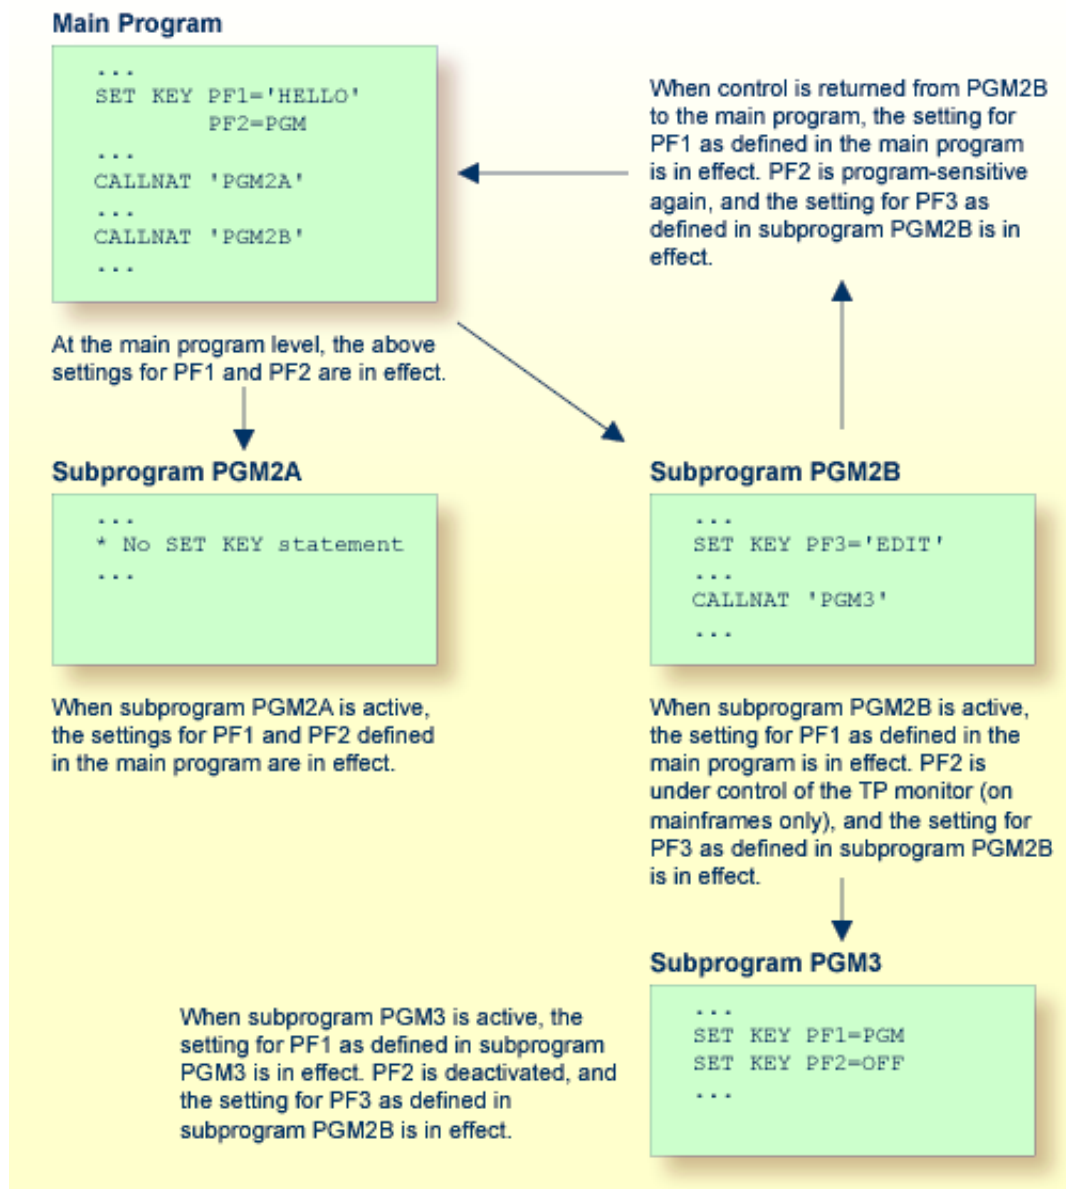 Main Program
...
SET KEY PF1='HELLO'
PF2=PGM
...
CALLNAT 'PGM2A'
...
CALLNAT 'PGM2B'
...
At the main program level, the above
settings for PF1 and PF2 are in effect.
When control is returned from PGM2B
to the main program, the setting for
PF1 as defined in the main program
is in effect. PF2 is program-sensitive
again, and the setting for PF3 as
defined in subprogram PGM2B is in
effect.
Subprogram PGM2A
...
* No SET KEY statement
...
When subprogram PGM2A is active,
the settings for PF1 and PF2 defined
in the main program are in effect.
Subprogram PGM2B
...
SET KEY PF3='EDIT'
...
CALLNAT 'PGM3'
...
When subprogram PGM2B is active,
the setting for PF1 as defined in the
main program is in effect. PF2 is
under control of the TP monitor (on
mainframes only), and the setting for
PF3 as defined in subprogram PGM2B
is in effect.
Subprogram PGM3
...
SET KEY PF1=PGM
SET KEY PF2=OFF
...
When subprogram PGM3 is active, the
setting for PF1 as defined in subprogram
PGM3 is in effect. PF2 is deactivated, and
the setting for PF3 as defined in
subprogram PGM2B is in effect.